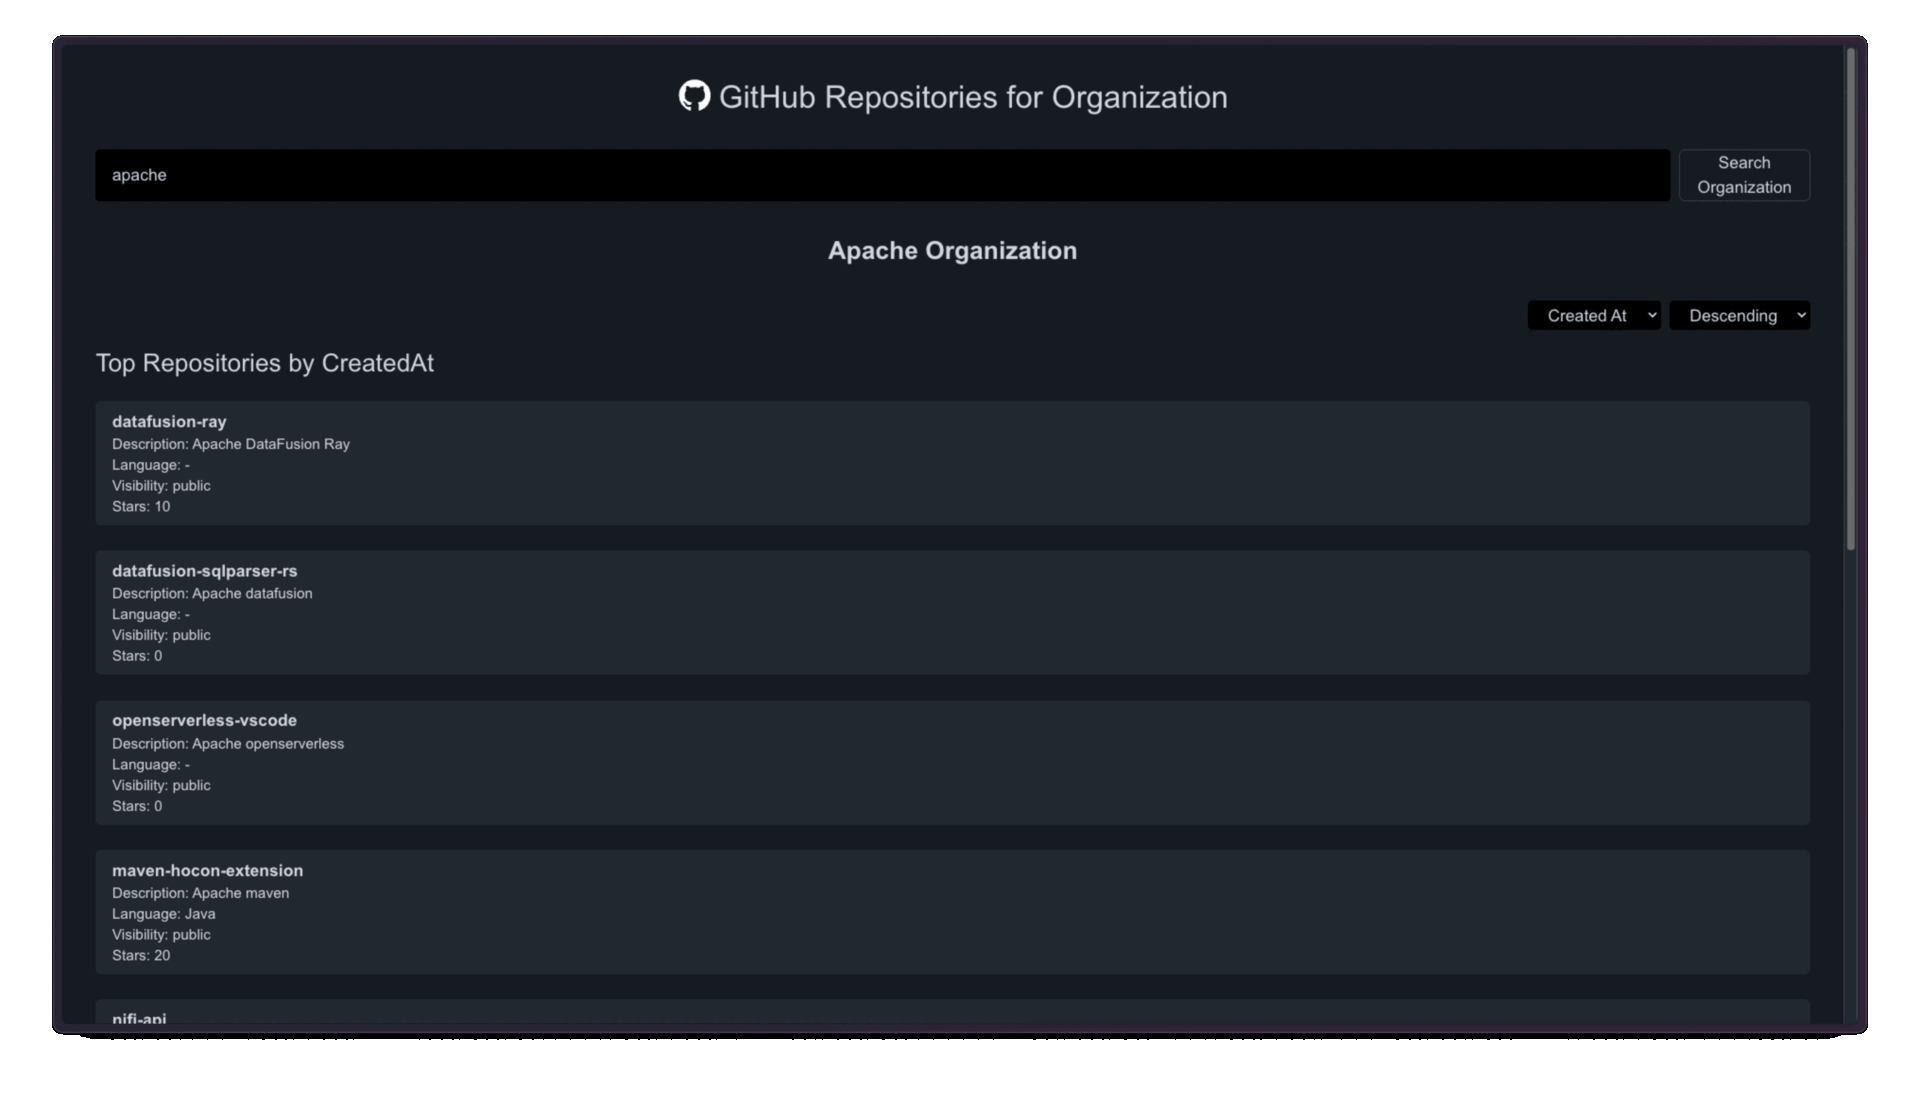 GitHub Repositories for Organization
apache
Search
Organization
Apache Organization
Created At
Descending
Top Repositories by CreatedAt
datafusion-ray
Description: Apache DataFusion Ray
Language: -
Visibility: public
Stars: 10
datafusion-sqlparser-rs
Description: Apache datafusion
Language: -
Visibility: public
Stars: 0
openserverless-vscode
Description: Apache openserverless
Language: -
Visibility: public
Stars: 0
maven-hocon-extension
Description: Apache maven
Language: Java
Visibility: public
Stars: 20
nifi-api